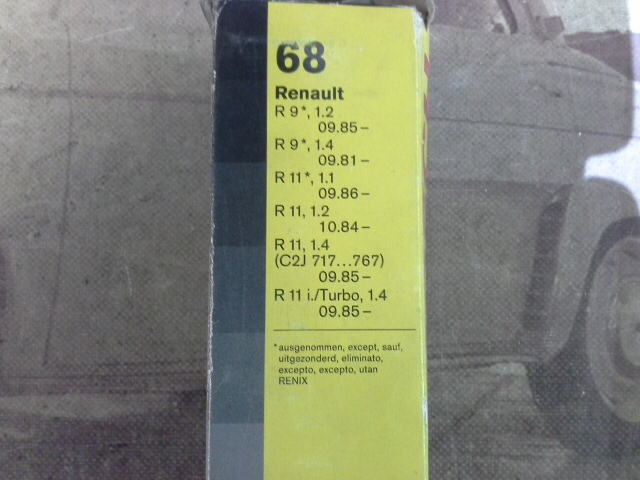 68
Renault
R 9*, 1.2
09.85–
R 9*, 1.4
09.81–
R 11*, 1.1
09.86–
R 11, 1.2
10.84–
R 11, 1.4
(C2J 717...767)
09.85–
R 11 i./Turbo, 1.4
09.85–
*ausgenommen, except, sauf,
uitgezonderd, eliminato,
excepto, excepto, utan
RENIX